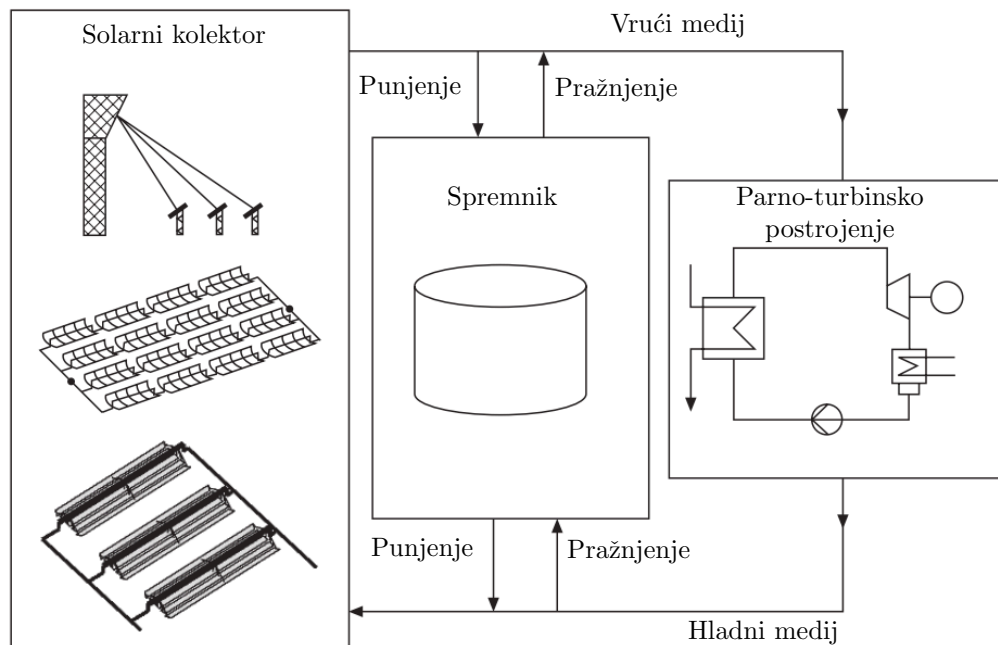 Solarni kolektor
Vrući medij
Punjenje
Pražnjenje
Spremnik
Parno-turbinsko
postrojenje
Punjenje
Pražnjenje
Hladni medij